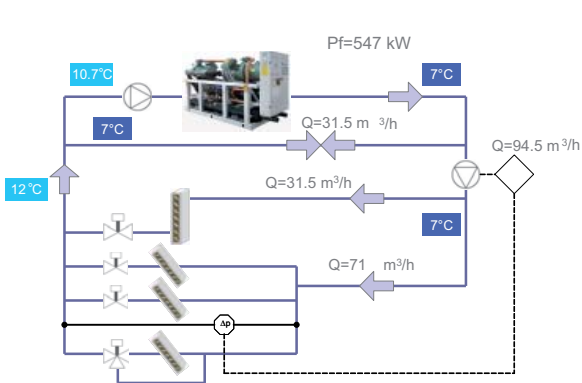 Pf=547 kW
10.7°C
7°C
7°C
Q=31.5 m 3/h
Q=94.5 m3/h
12°C
Q=31.5 m3/h
7°C
Q=71 m3/h
Δp